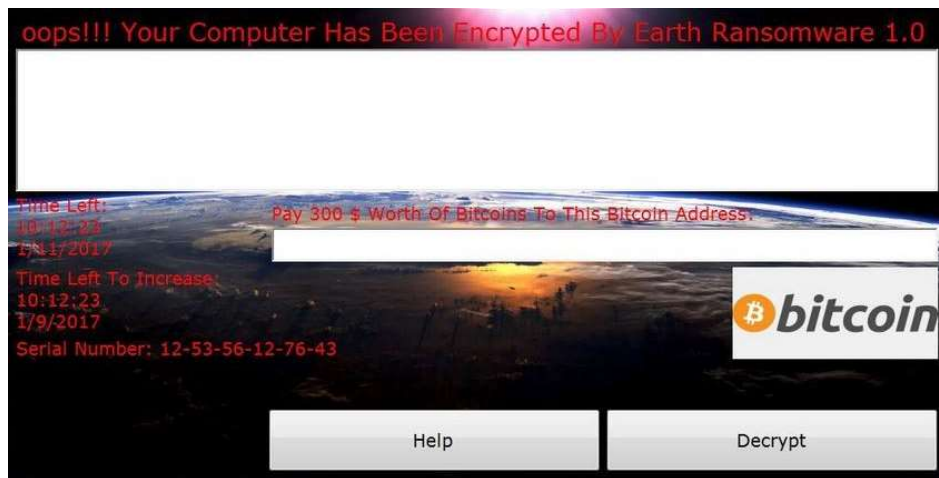 oops!!! Your Computer Has Been Encrypted By Earth Ransomware 1.0
Time Left:
10:12:23
1/11/2017
Pay 300 $ Worth Of Bitcoins To This Bitcoin Address:
Time Left To Increase:
10:12:23
1/9/2017
bitcoin
Serial Number: 12-53-56-12-76-43
Help
Decrypt